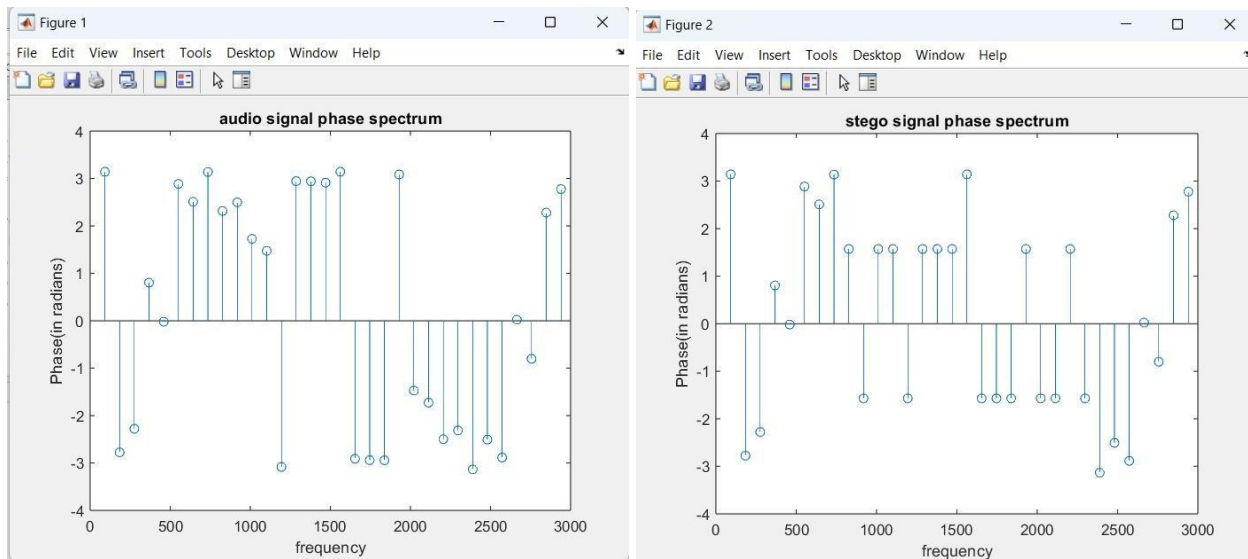 Figure 1
File Edit View Insert Tools Desktop Window Help
audio signal phase spectrum
4
3
2
1
0
-1
-2
-3
-4
Phase(in radians)
0 500 1000 1500 2000 2500 3000
frequency
Figure 2
File Edit View Insert Tools Desktop Window Help
stego signal phase spectrum
4
3
2
1
0
-1
-2
-3
-4
Phase(in radians)
0 500 1000 1500 2000 2500 3000
frequency